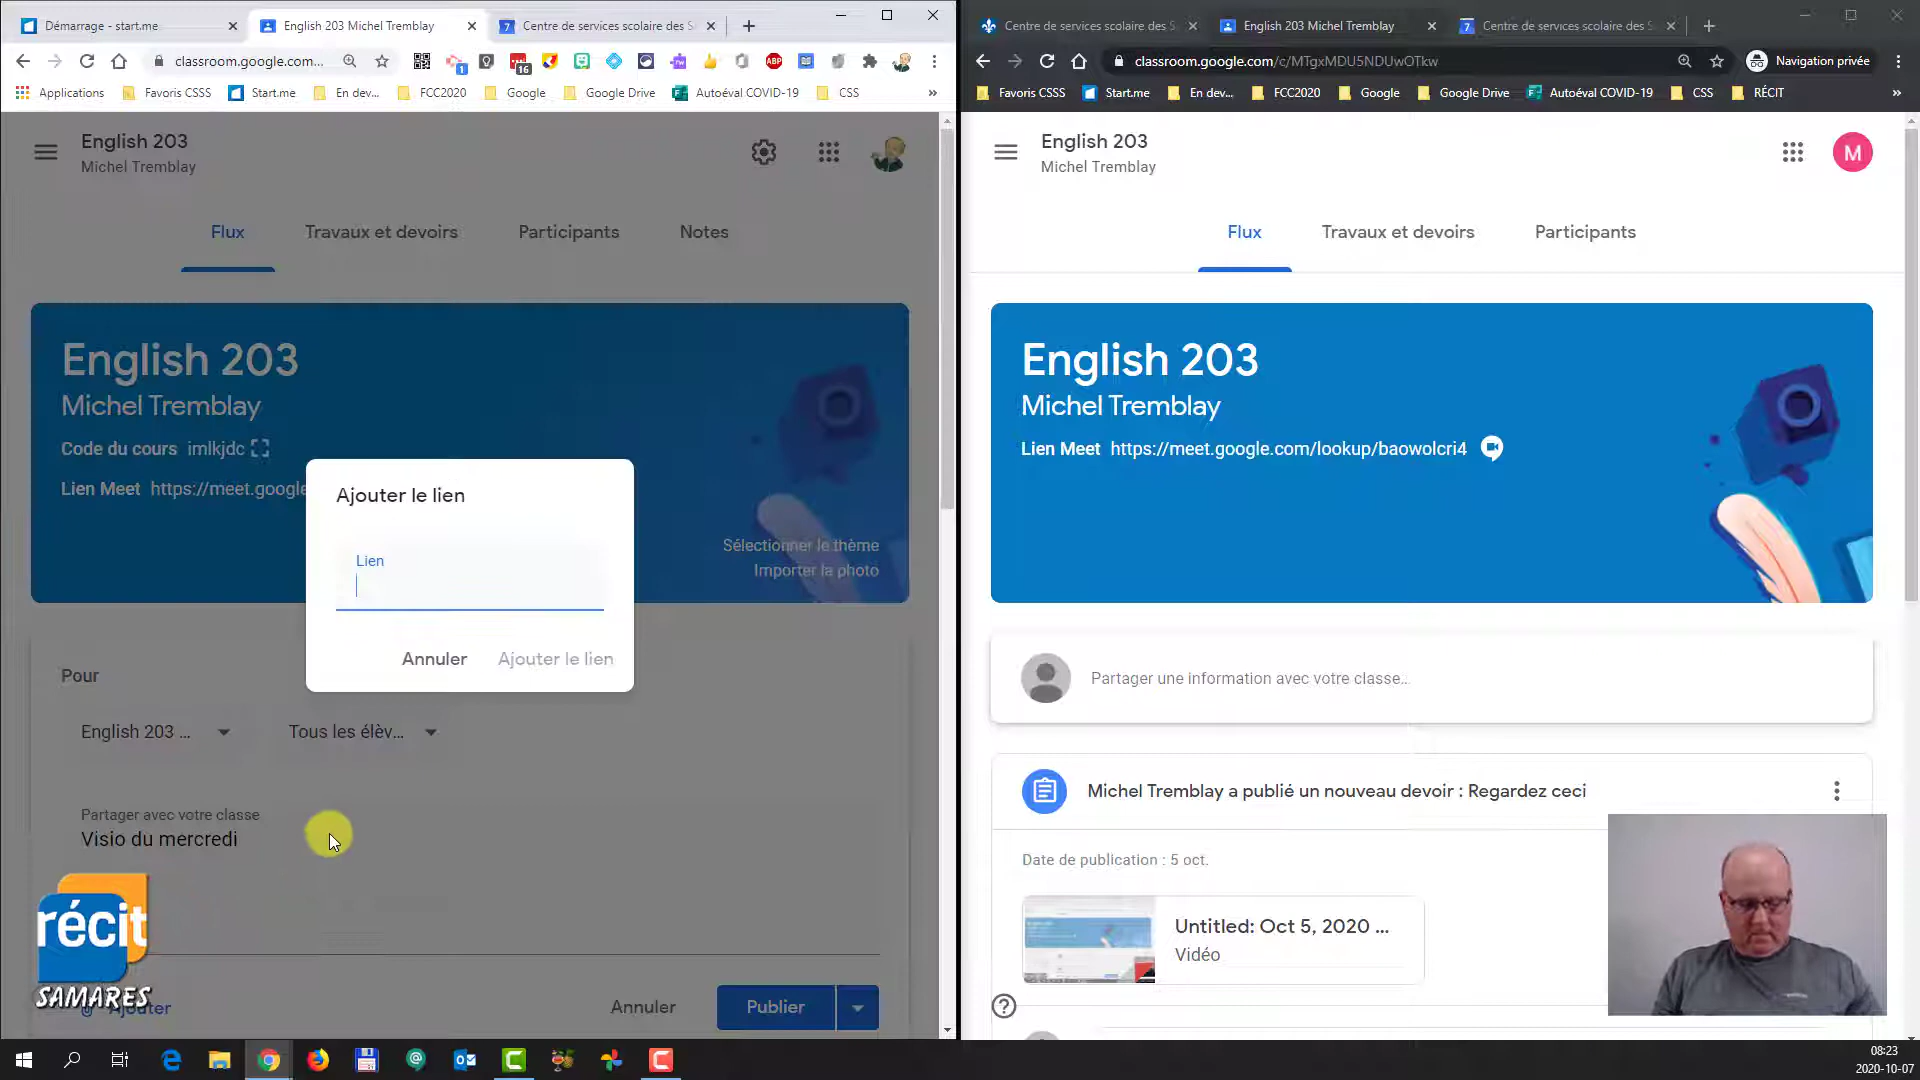 Démarrage - start.me
English 203 Michel Tremblay
Centre de services scolaire des S
classroom.google.com...
1
16
ABP
Applications
Favoris CSSS
Start.me
En dev...
FCC2020
Google
Google Drive
Autoéval COVID-19
CSS
»
English 203
Michel Tremblay
Flux
Travaux et devoirs
Participants
Notes
English 203
Michel Tremblay
Code du cours imlkjdc
Lien Meet https://meet.google
Sélectionner le thème
Importer la photo
Ajouter le lien
Lien
Annuler
Ajouter le lien
Pour
English 203 ...
Tous les élèv...
Partager avec votre classe
Visio du mercredi
récit
SAMARES
Ajouter
Annuler
Publier
Centre de services scolaire des S
English 203 Michel Tremblay
7
Centre de services scolaire des S
classroom.google.com/c/MTgxMDU5NDUwOTkw
Navigation privée
Favoris CSSS
Start.me
En dev...
FCC2020
Google
Google Drive
Autoéval COVID-19
CSS
RÉCIT
»
English 203
Michel Tremblay
M
Flux
Travaux et devoirs
Participants
English 203
Michel Tremblay
Lien Meet https://meet.google.com/lookup/baowolcri4
Partager une information avec votre classe...
Michel Tremblay a publié un nouveau devoir : Regardez ceci
Date de publication : 5 oct.
Untitled: Oct 5, 2020 ...
Vidéo
08:23
2020-10-07